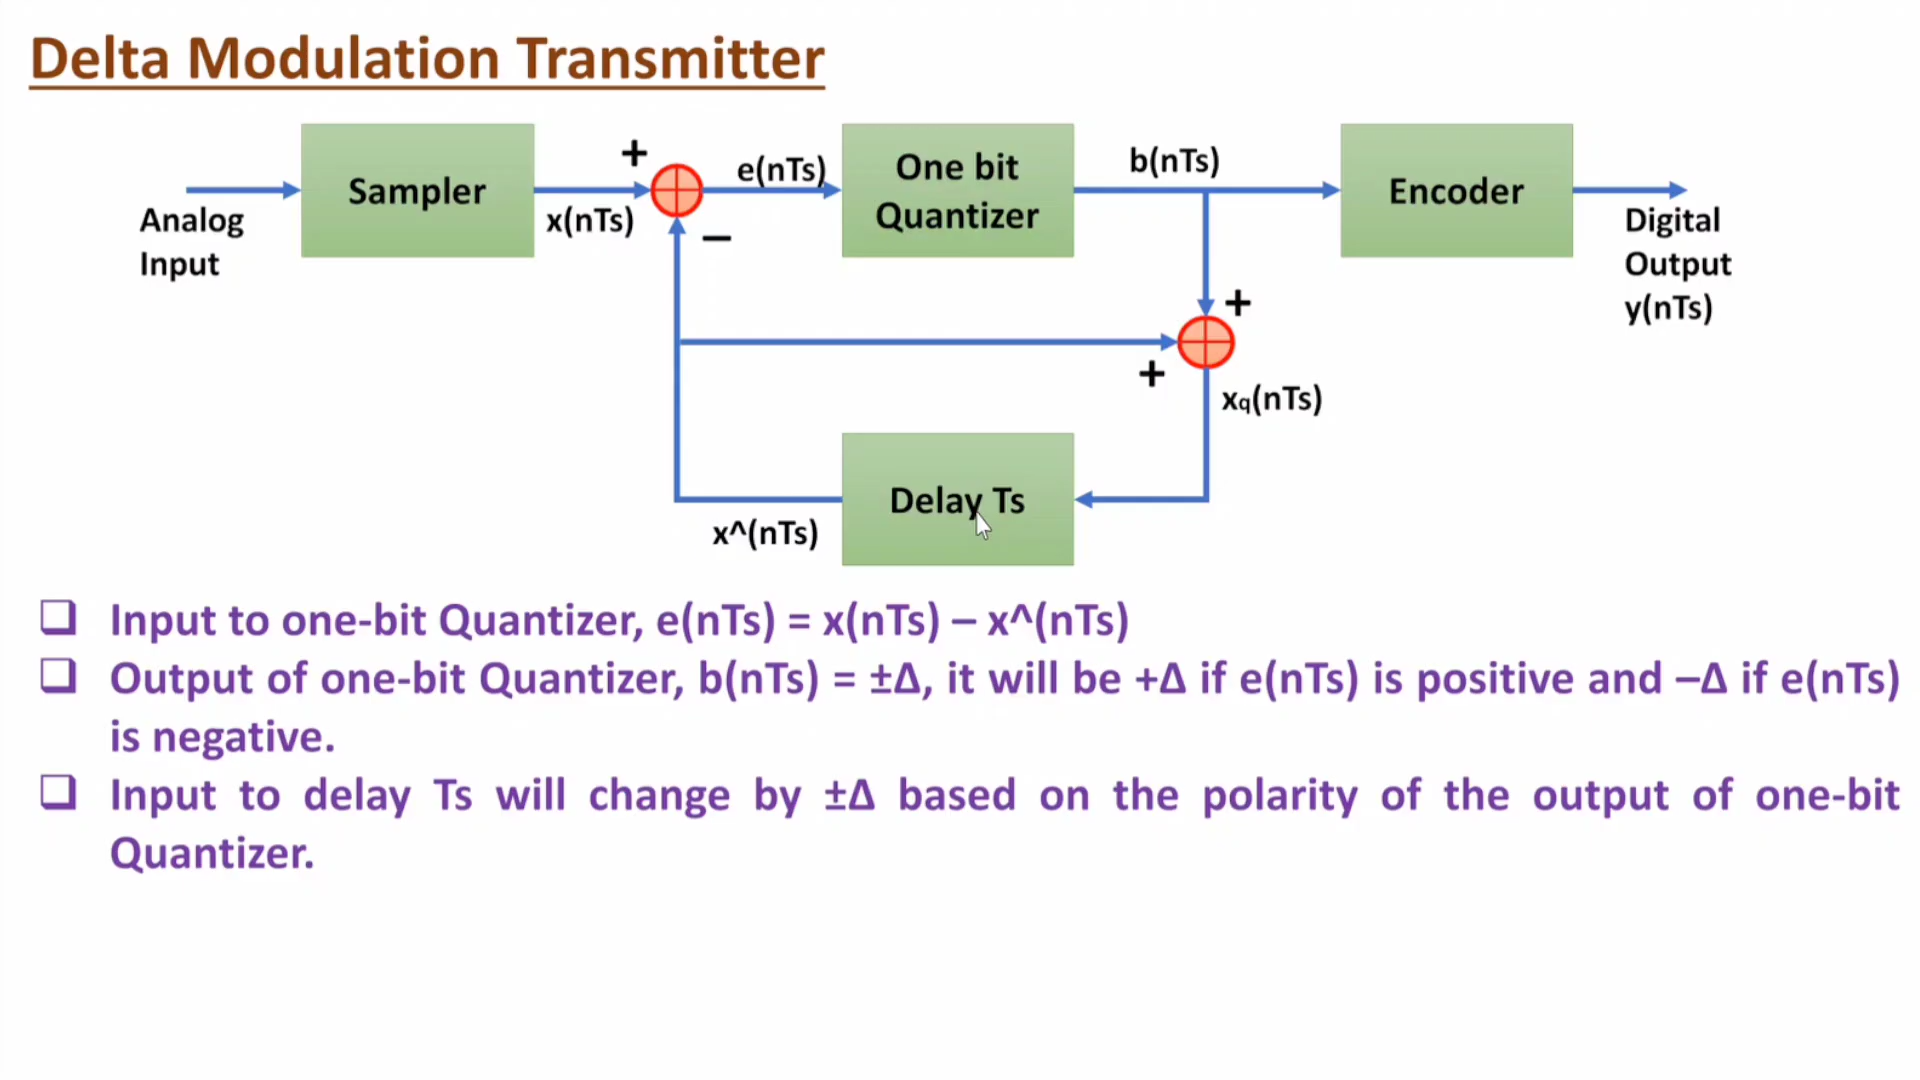 Delta Modulation Transmitter
Analog
Input
Sampler
+
x(nTs)
−
e(nTs)
One bit
Quantizer
b(nTs)
Encoder
Digital
Output
y(nTs)
+
+
xq(nTs)
Delay Ts
x^(nTs)
❑ Input to one-bit Quantizer, e(nTs) = x(nTs) – x^(nTs)
❑ Output of one-bit Quantizer, b(nTs) = ±Δ, it will be +Δ if e(nTs) is positive and –Δ if e(nTs)
is negative.
❑ Input to delay Ts will change by ±Δ based on the polarity of the output of one-bit
Quantizer.